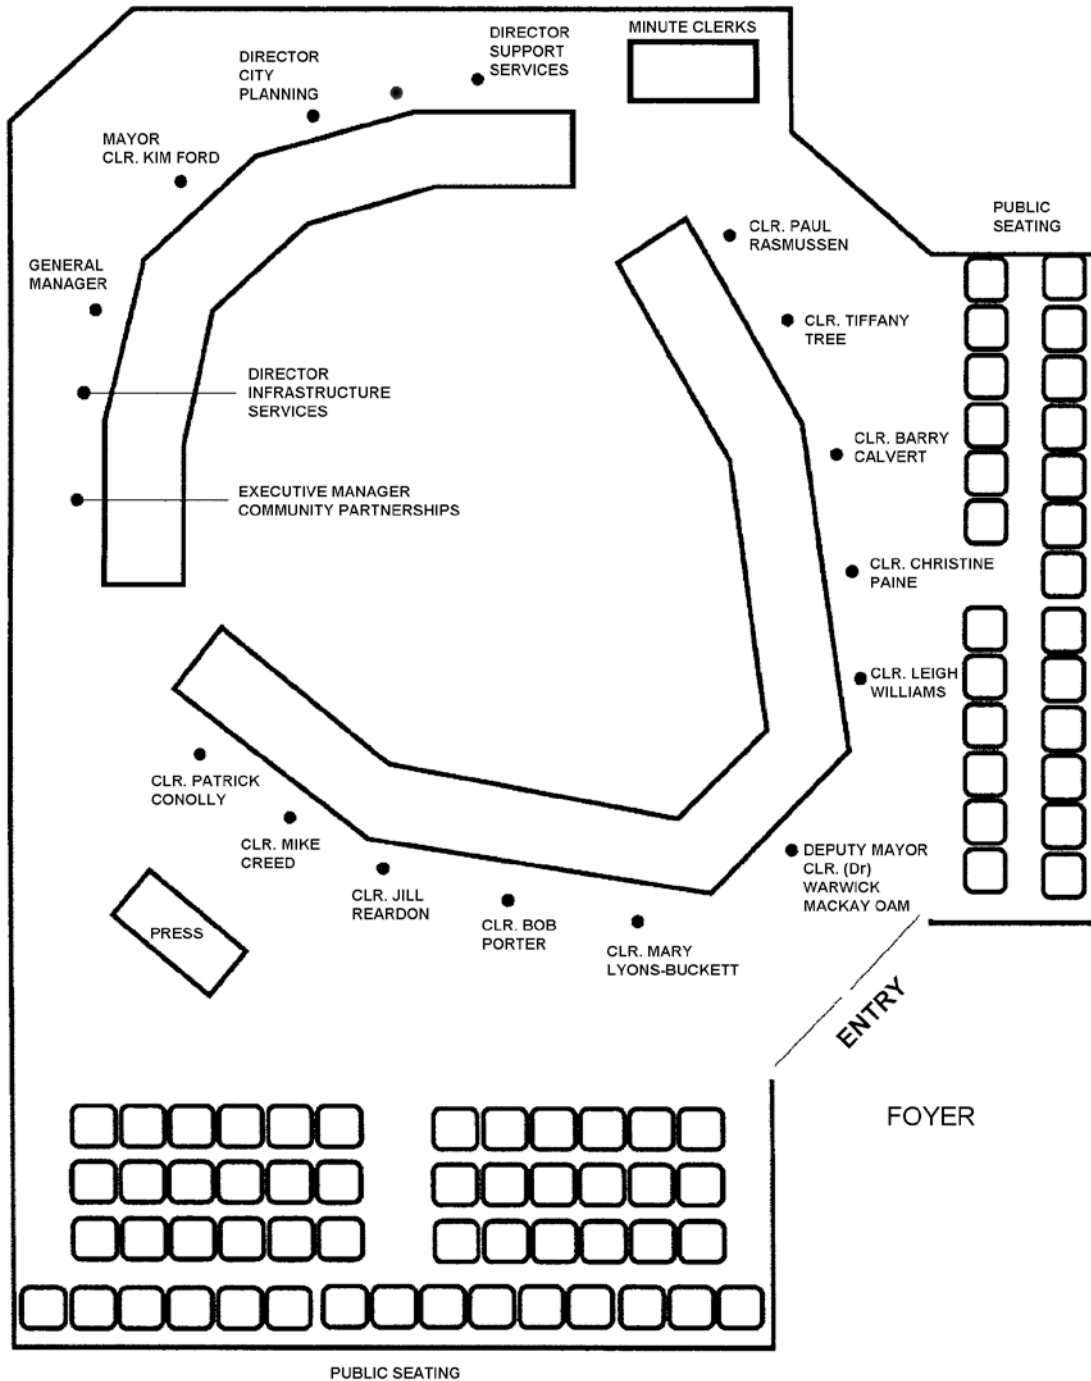 MINUTE CLERKS
DIRECTOR
SUPPORT
SERVICES
DIRECTOR
CITY
PLANNING
MAYOR
CLR. KIM FORD
GENERAL
MANAGER
DIRECTOR
INFRASTRUCTURE
SERVICES
EXECUTIVE MANAGER
COMMUNITY PARTNERSHIPS
PUBLIC
SEATING
CLR. PAUL
RASMUSSEN
CLR. TIFFANY
TREE
CLR. BARRY
CALVERT
CLR. CHRISTINE
PAINE
CLR. LEIGH
WILLIAMS
DEPUTY MAYOR
CLR. (Dr)
WARWICK
MACKAY OAM
CLR. PATRICK
CONOLLY
CLR. MIKE
CREED
CLR. JILL
REARDON
CLR. BOB
PORTER
CLR. MARY
LYONS-BUCKETT
PRESS
ENTRY
FOYER
PUBLIC SEATING